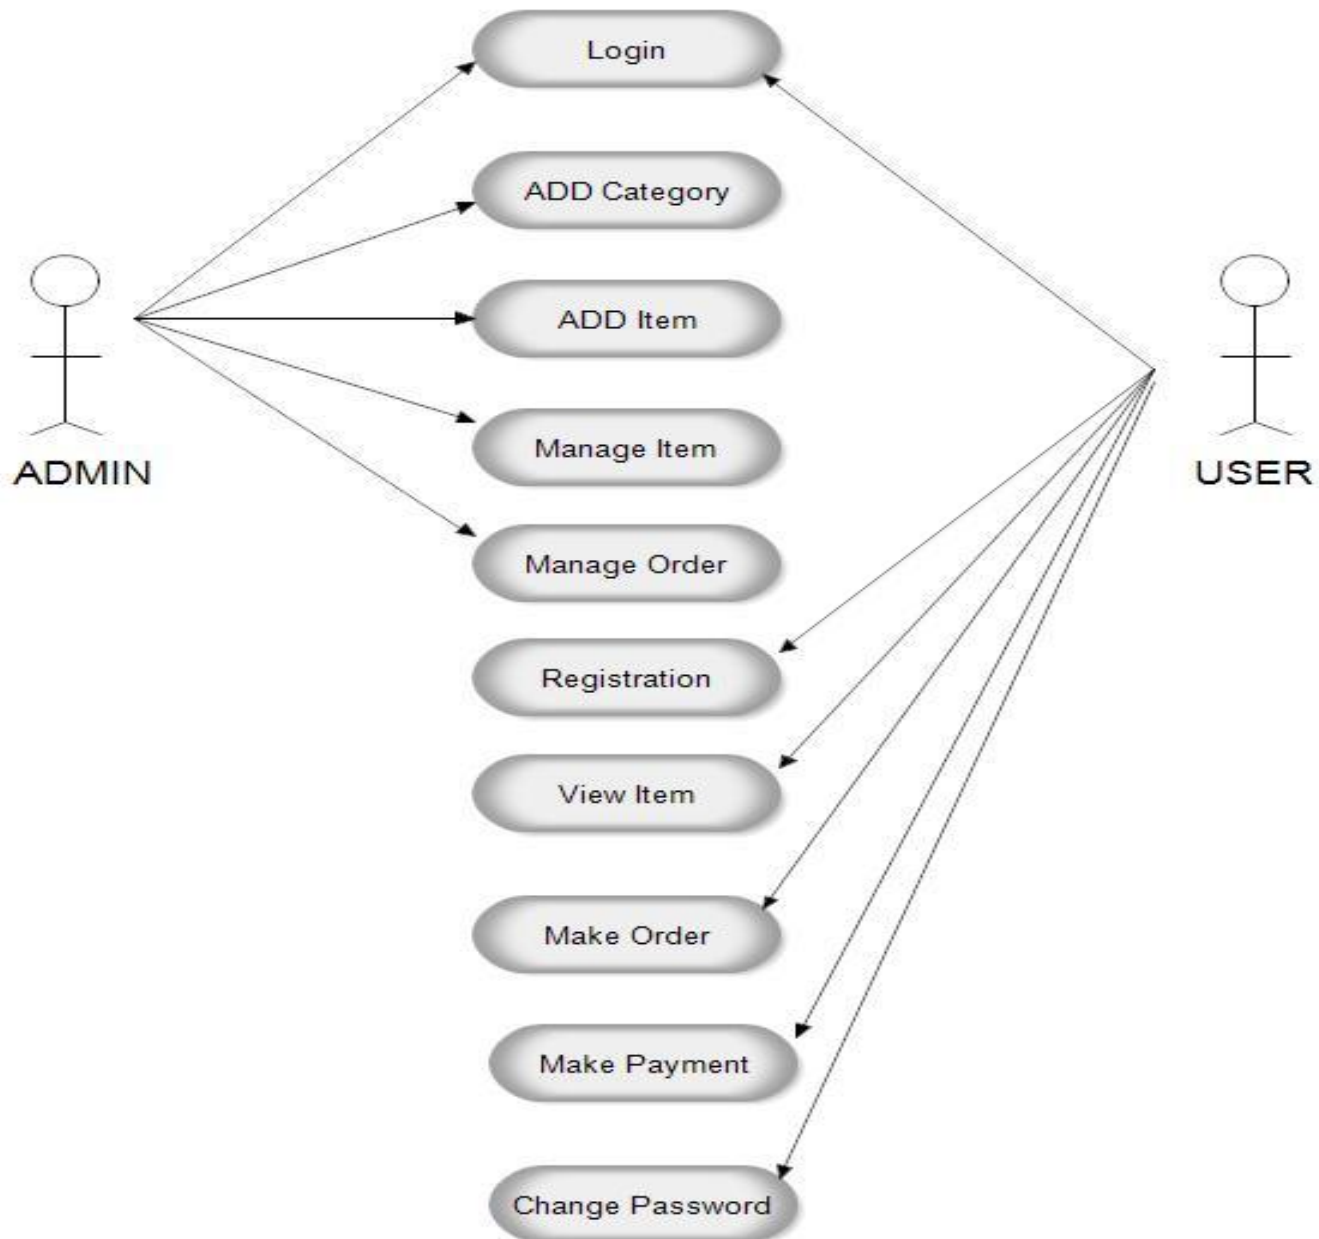 Login
ADD Category
ADD Item
Manage Item
ADMIN
USER
Manage Order
Registration
View Item
Make Order
Make Payment
Change Password